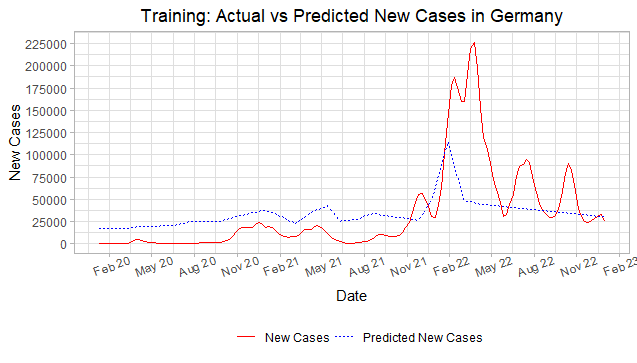 Training: Actual vs Predicted New Cases in Germany
New Cases
225000
200000
175000
150000
125000
100000
75000
50000
25000
0
Feb 20
May 20
Aug 20
Nov 20
Feb 21
May 21
Aug 21
Nov 21
Feb 22
May 22
Aug 22
Nov 22
Feb 23
Date
New Cases
Predicted New Cases